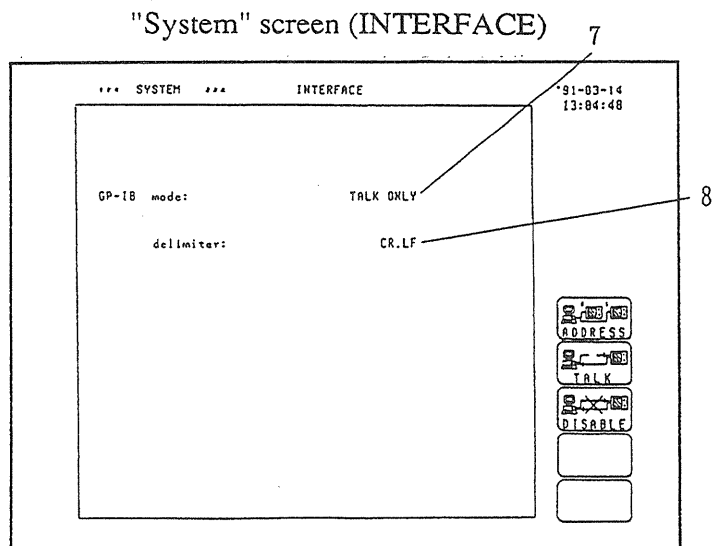 "System" screen (INTERFACE)
7
*** SYSTEM *** INTERFACE '91-03-14
13:04:48
GP-IB mode: TALK ONLY
8
delimiter: CR.LF
ADDRESS
TALK
DISABLE